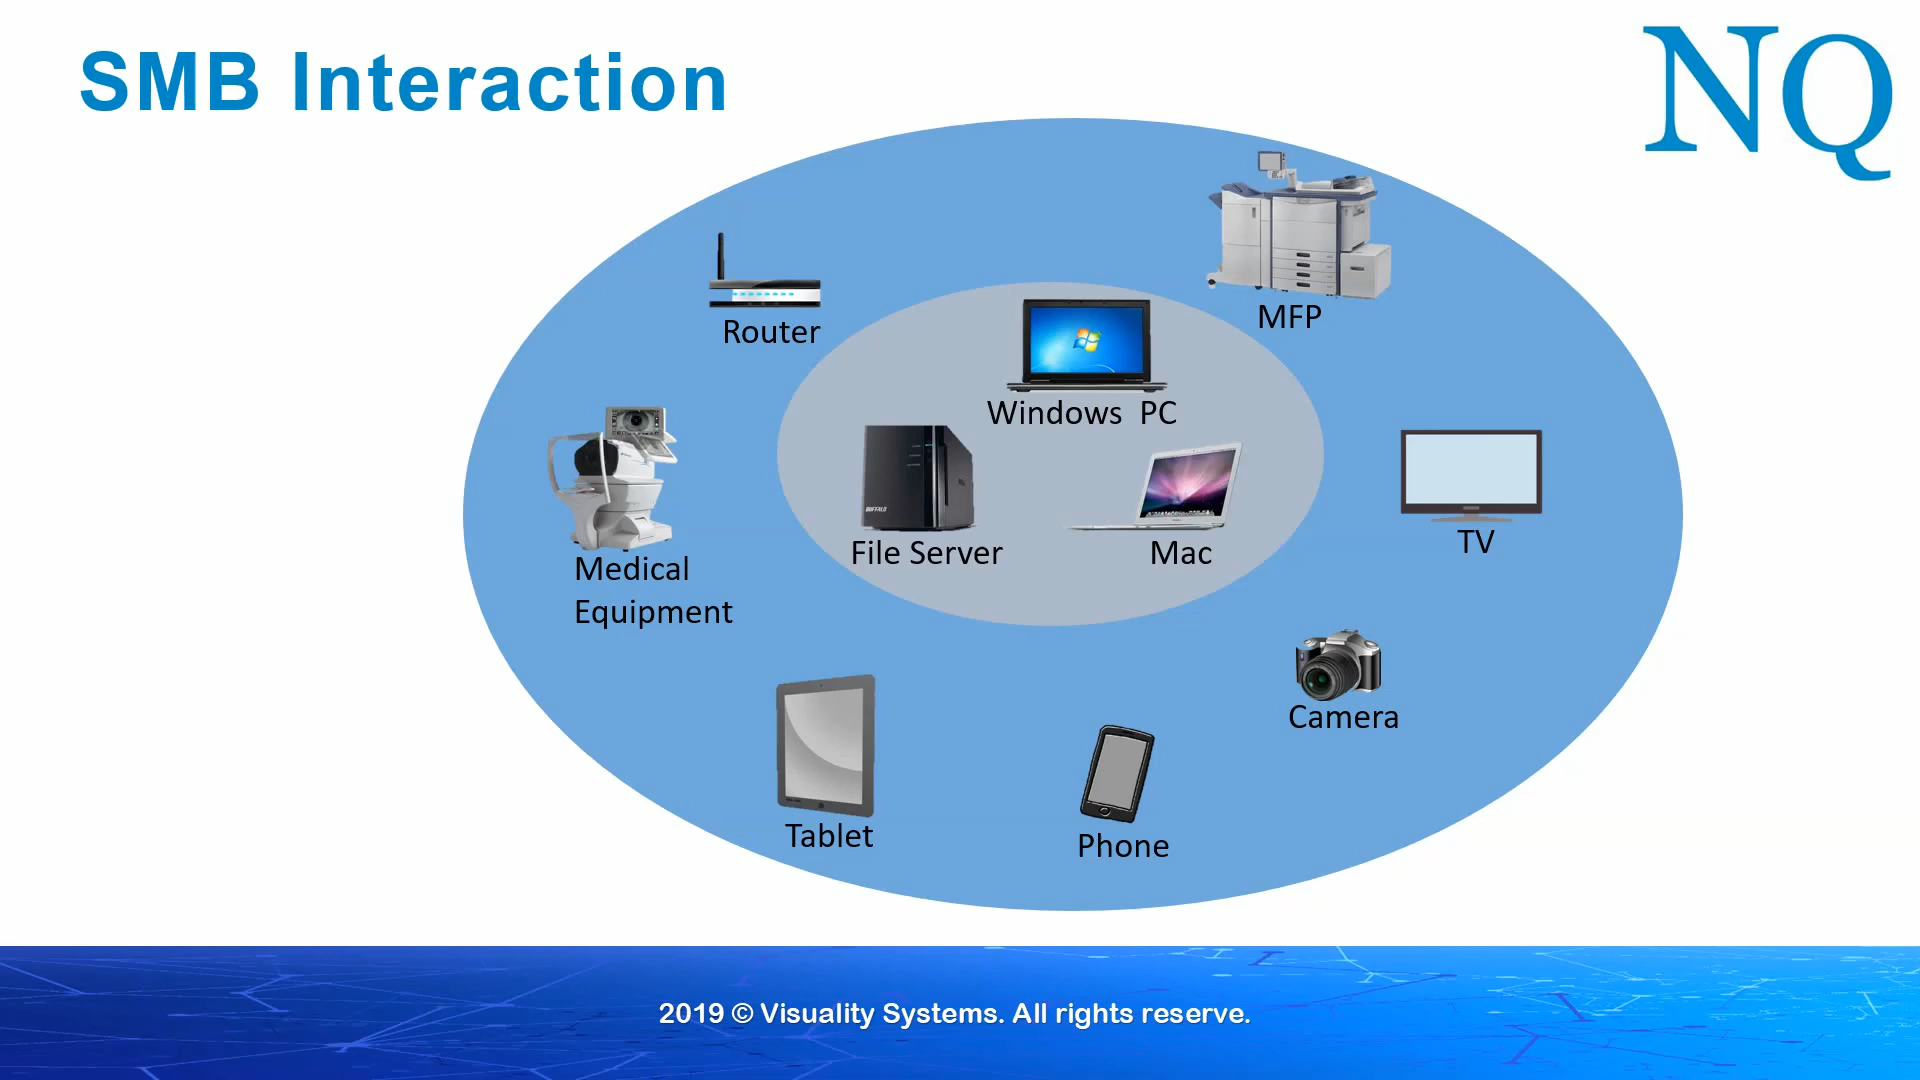 SMB Interaction
NQ
MFP
Router
Windows PC
File Server
Mac
TV
Medical
Equipment
Camera
Tablet
Phone
BUFFALO
2019 © Visuality Systems. All rights reserve.